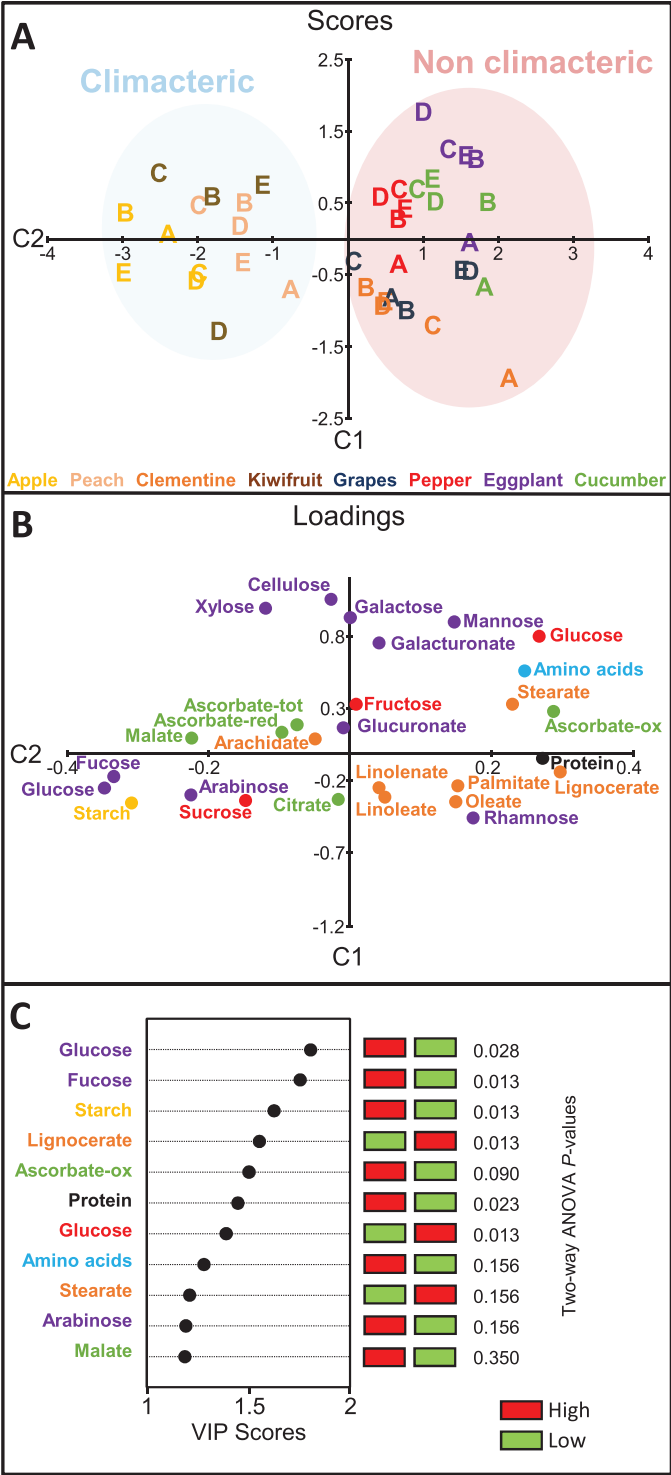 A
Scores
Climacteric
Non climacteric
2.5
1.5
0.5
-0.5
-1.5
-2.5
C2
-4
-3
-2
-1
1
2
3
4
C1
D
C
E
B
C
E
D
C
E
B
C
B
E
B
D
B
A
C
D
E
B
C
E
D
B
A
E
E
C
D
A
D
C
A
A
B
D
A
B
D
E
A
B
C
A
Apple Peach Clementine Kiwifruit Grapes Pepper Eggplant Cucumber
B
Loadings
Cellulose
Xylose
Galactose
Mannose
0.8
Glucose
Galacturonate
Amino acids
Stearate
Ascorbate-tot
0.3
Fructose
Ascorbate-red
Glucuronate
Ascorbate-ox
Malate
Arachidate
C2
-0.4
-0.2
0.2
0.4
Fucose
Protein
Glucose
Arabinose
-0.2
Linolenate
Palmitate
Lignocerate
Starch
Sucrose
Citrate
Linoleate
Oleate
Rhamnose
-0.7
-1.2
C1
C
Glucose 0.028
Fucose 0.013
Starch 0.013
Lignocerate 0.013
Ascorbate-ox 0.090
Protein 0.023
Glucose 0.013
Amino acids 0.156
Stearate 0.156
Arabinose 0.156
Malate 0.350
Two-way ANOVA P-values
1 1.5 2
VIP Scores
High
Low